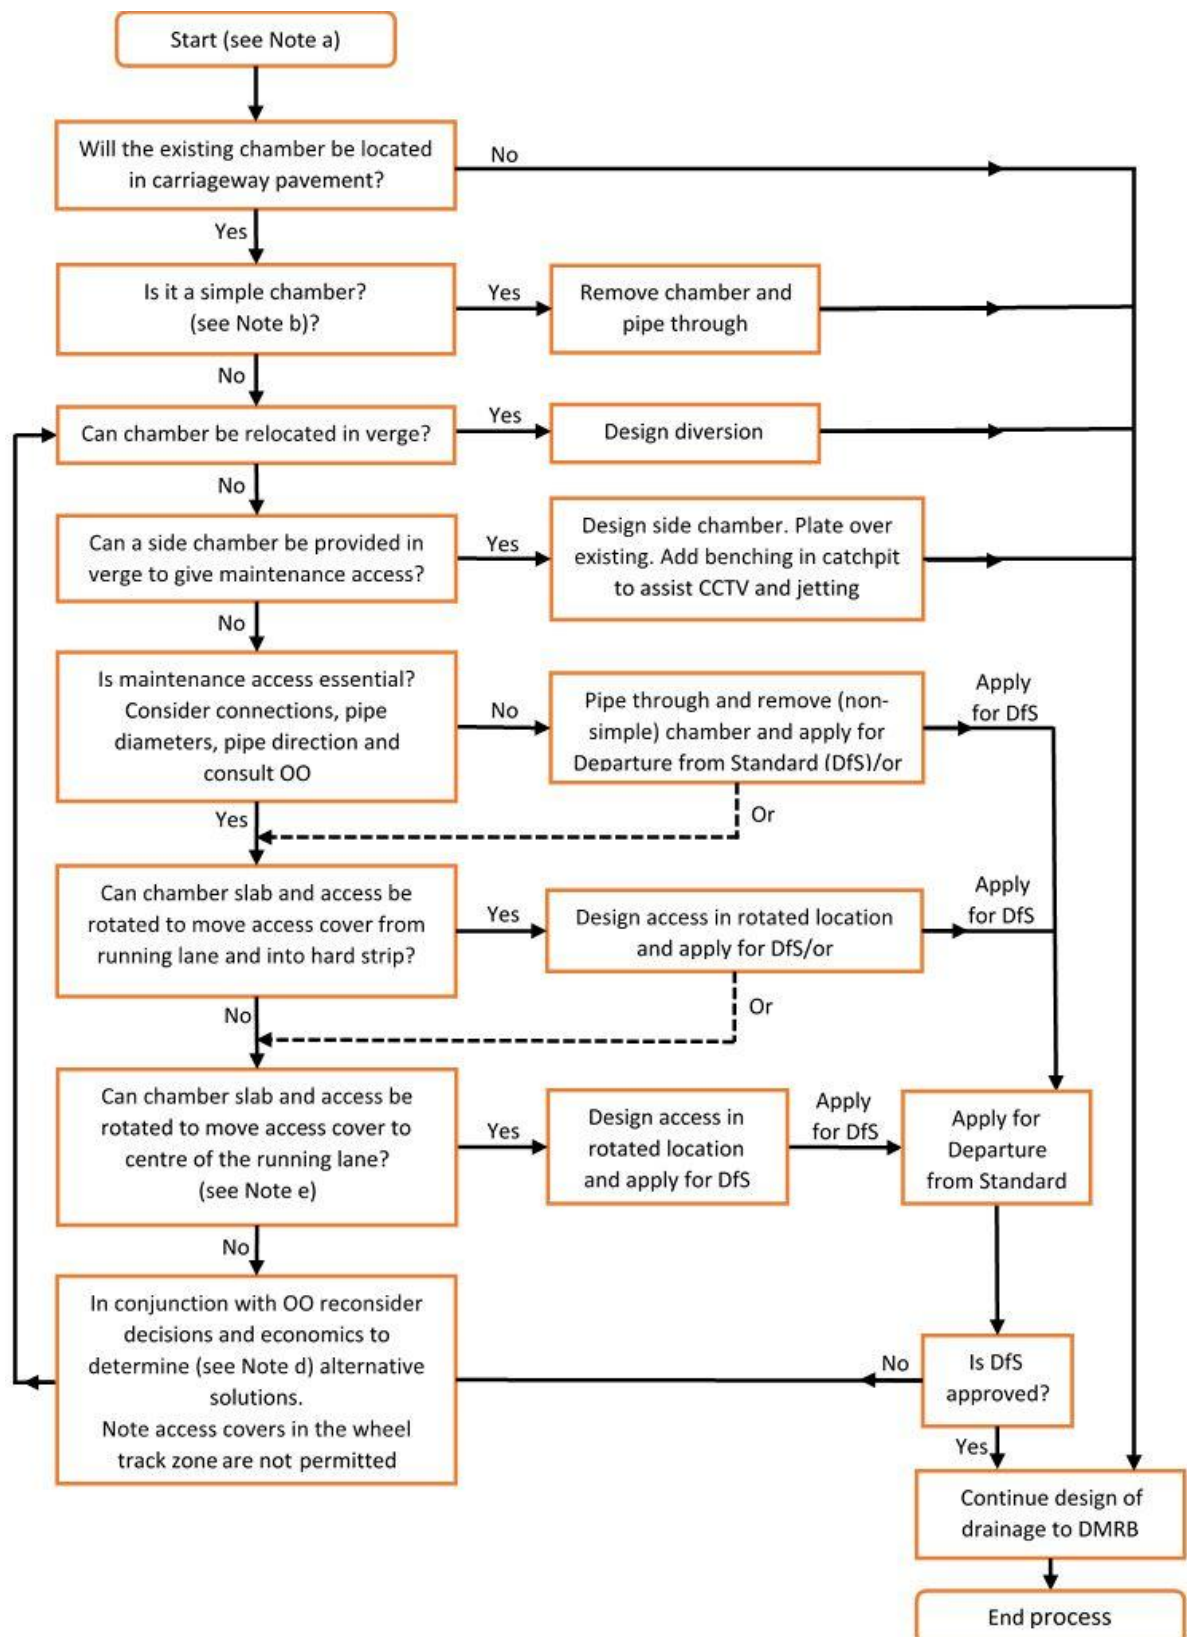 Start (see Note a)
Will the existing chamber be located
in carriageway pavement?
No
Yes
Is it a simple chamber?
(see Note b)?
Yes
Remove chamber and
pipe through
No
Can chamber be relocated in verge?
Yes
Design diversion
No
Can a side chamber be provided in
verge to give maintenance access?
Yes
Design side chamber. Plate over
existing. Add benching in catchpit
to assist CCTV and jetting
No
Is maintenance access essential?
Consider connections, pipe
diameters, pipe direction and
consult OO
No
Pipe through and remove (non-
simple) chamber and apply for
Departure from Standard (DfS)/or
Apply
for DfS
Or
Yes
Can chamber slab and access be
rotated to move access cover from
running lane and into hard strip?
Yes
Design access in rotated location
and apply for DfS/or
Apply
for DfS
Or
No
Can chamber slab and access be
rotated to move access cover to
centre of the running lane?
(see Note e)
Yes
Design access in
rotated location
and apply for DfS
Apply
for DfS
Apply for
Departure
from Standard
No
In conjunction with OO reconsider
decisions and economics to
determine (see Note d) alternative
solutions.
Note access covers in the wheel
track zone are not permitted
No
Is DfS
approved?
Yes
Continue design of
drainage to DMRB
End process